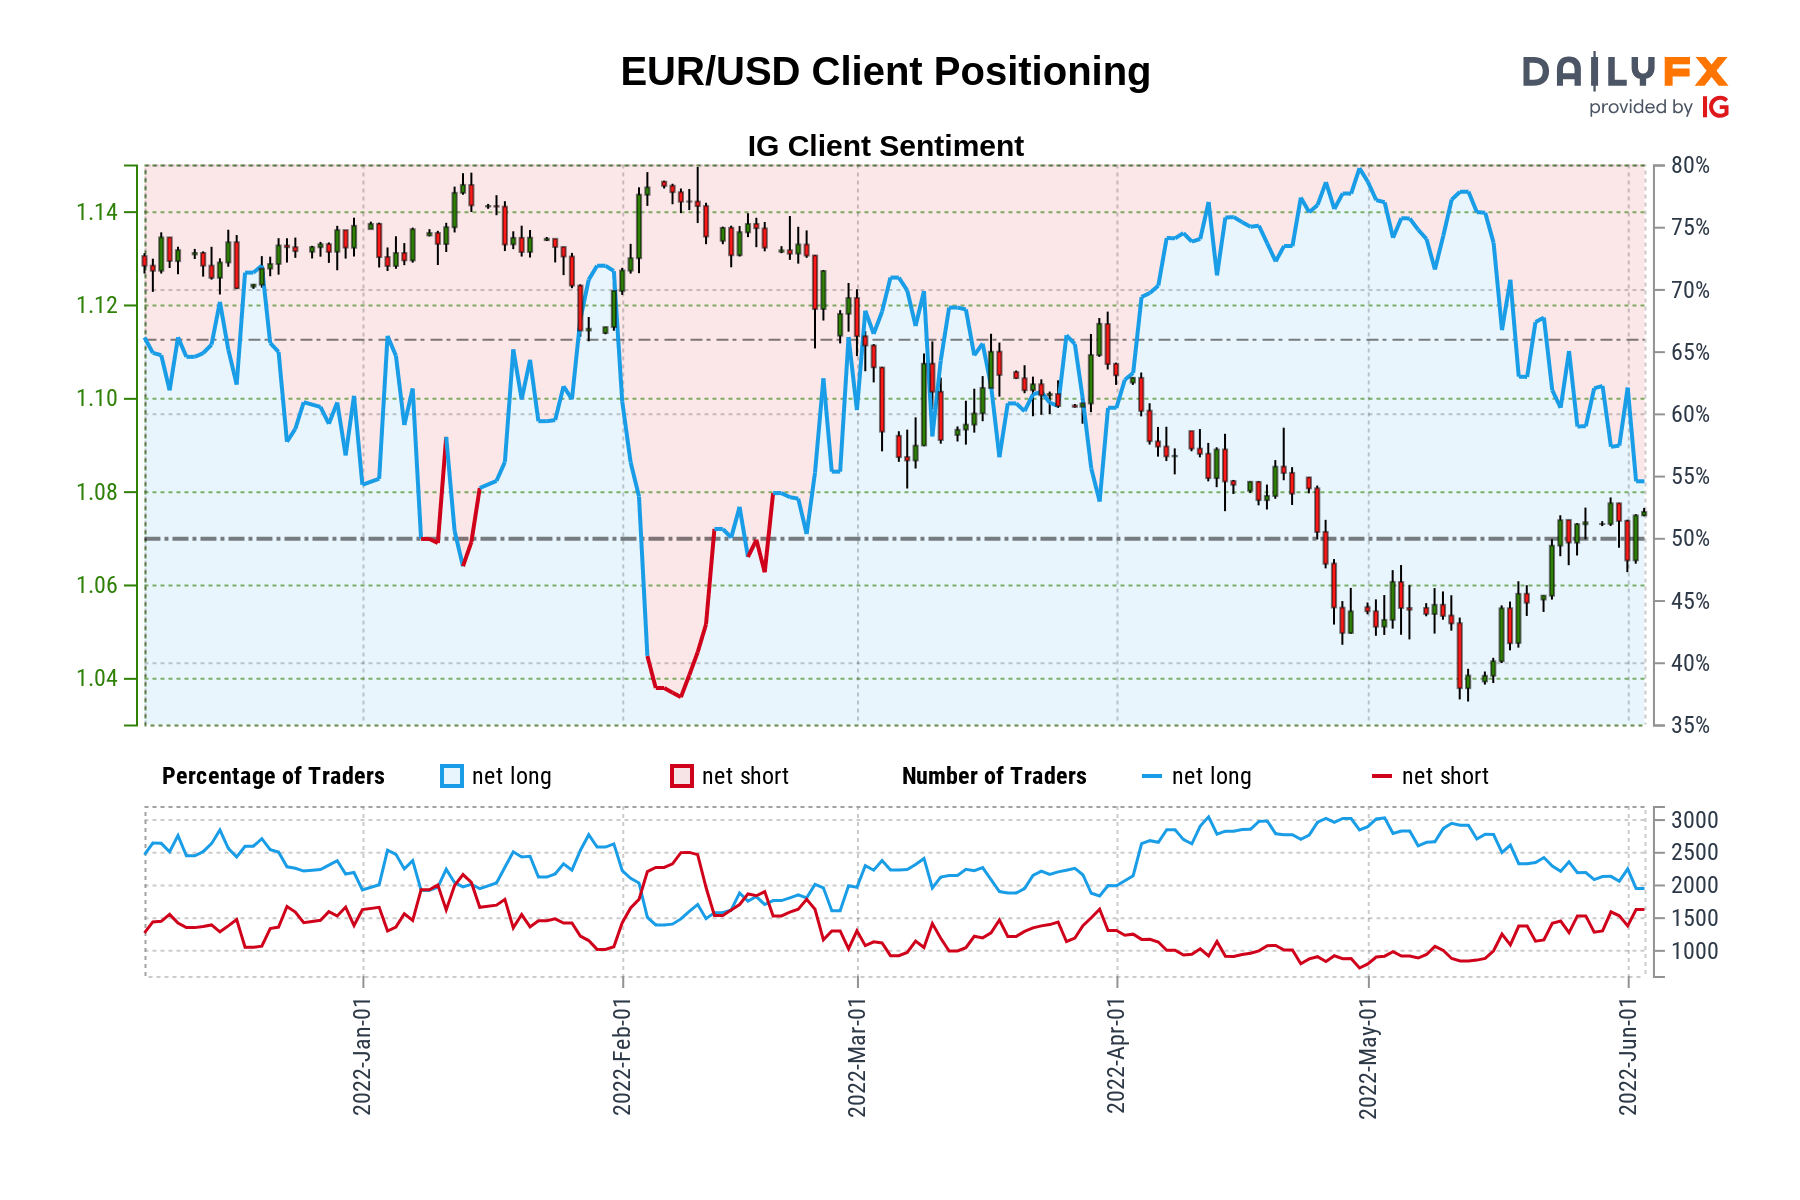 EUR/USD Client Positioning
DAILYFX
provided by IG
IG Client Sentiment
1.14
1.12
1.10
1.08
1.06
1.04
80%
75%
70%
65%
60%
55%
50%
45%
40%
35%
Percentage of Traders net long net short Number of Traders net long net short
3000
2500
2000
1500
1000
2022-Jan-01
2022-Feb-01
2022-Mar-01
2022-Apr-01
2022-May-01
2022-Jun-01